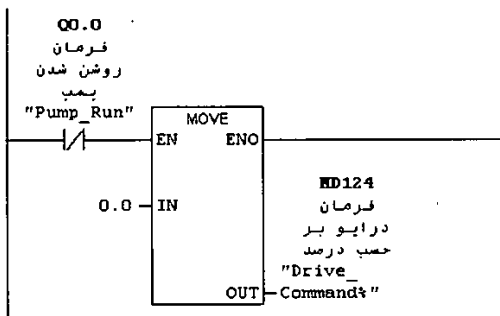 Q0.0
فرمان
روشن شدن
پمپ
"Pump_Run"
MOVE
EN ENO
0.0 IN
MD124
فرمان
درایو بر
حسب درصد
"Drive_
OUT Command%"